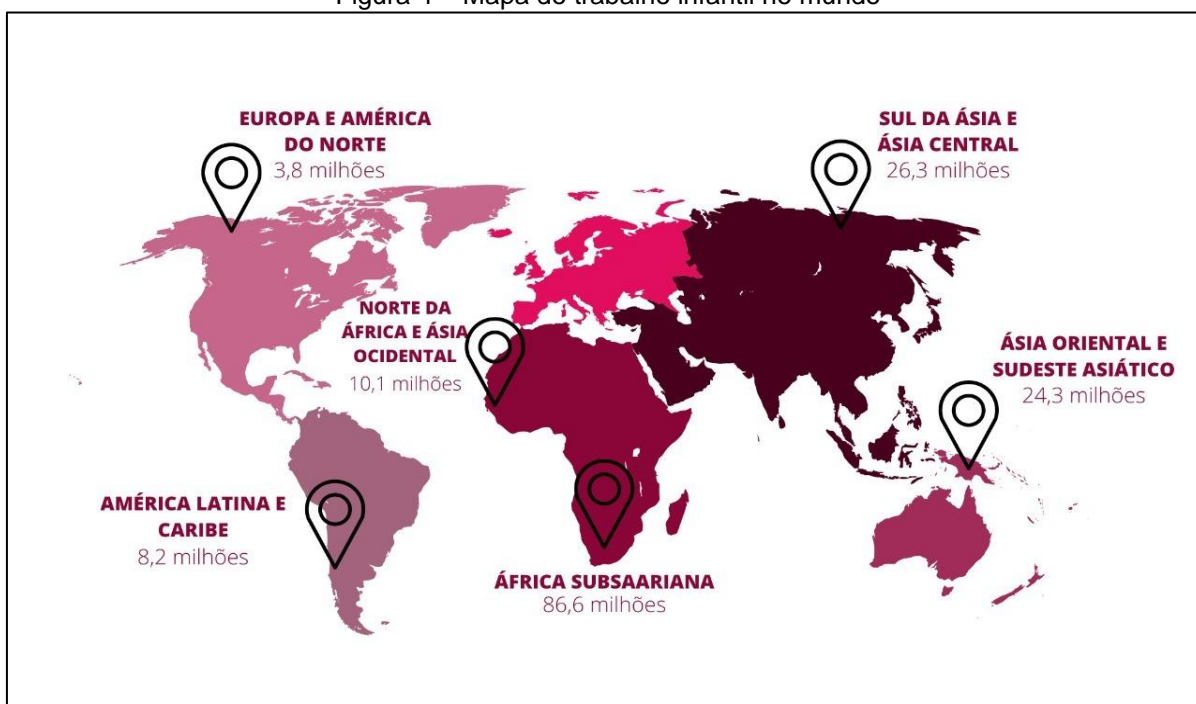 EUROPA E AMÉRICA
DO NORTE
3,8 milhões
SUL DA ÁSIA E
ÁSIA CENTRAL
26,3 milhões
NORTE DA
ÁFRICA E ÁSIA
OCIDENTAL
10,1 milhões
ÁSIA ORIENTAL E
SUDESTE ASIÁTICO
24,3 milhões
AMÉRICA LATINA E
CARIBE
8,2 milhões
ÁFRICA SUBSAARIANA
86,6 milhões